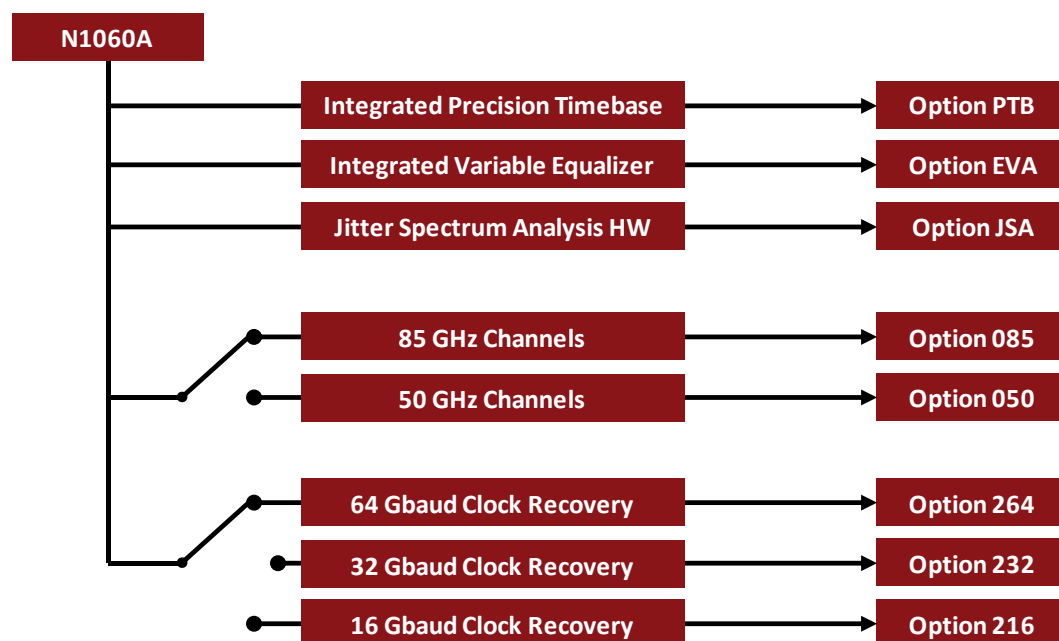 N1060A
Integrated Precision Timebase
Option PTB
Integrated Variable Equalizer
Option EVA
Jitter Spectrum Analysis HW
Option JSA
85 GHz Channels
Option 085
50 GHz Channels
Option 050
64 Gbaud Clock Recovery
Option 264
32 Gbaud Clock Recovery
Option 232
16 Gbaud Clock Recovery
Option 216